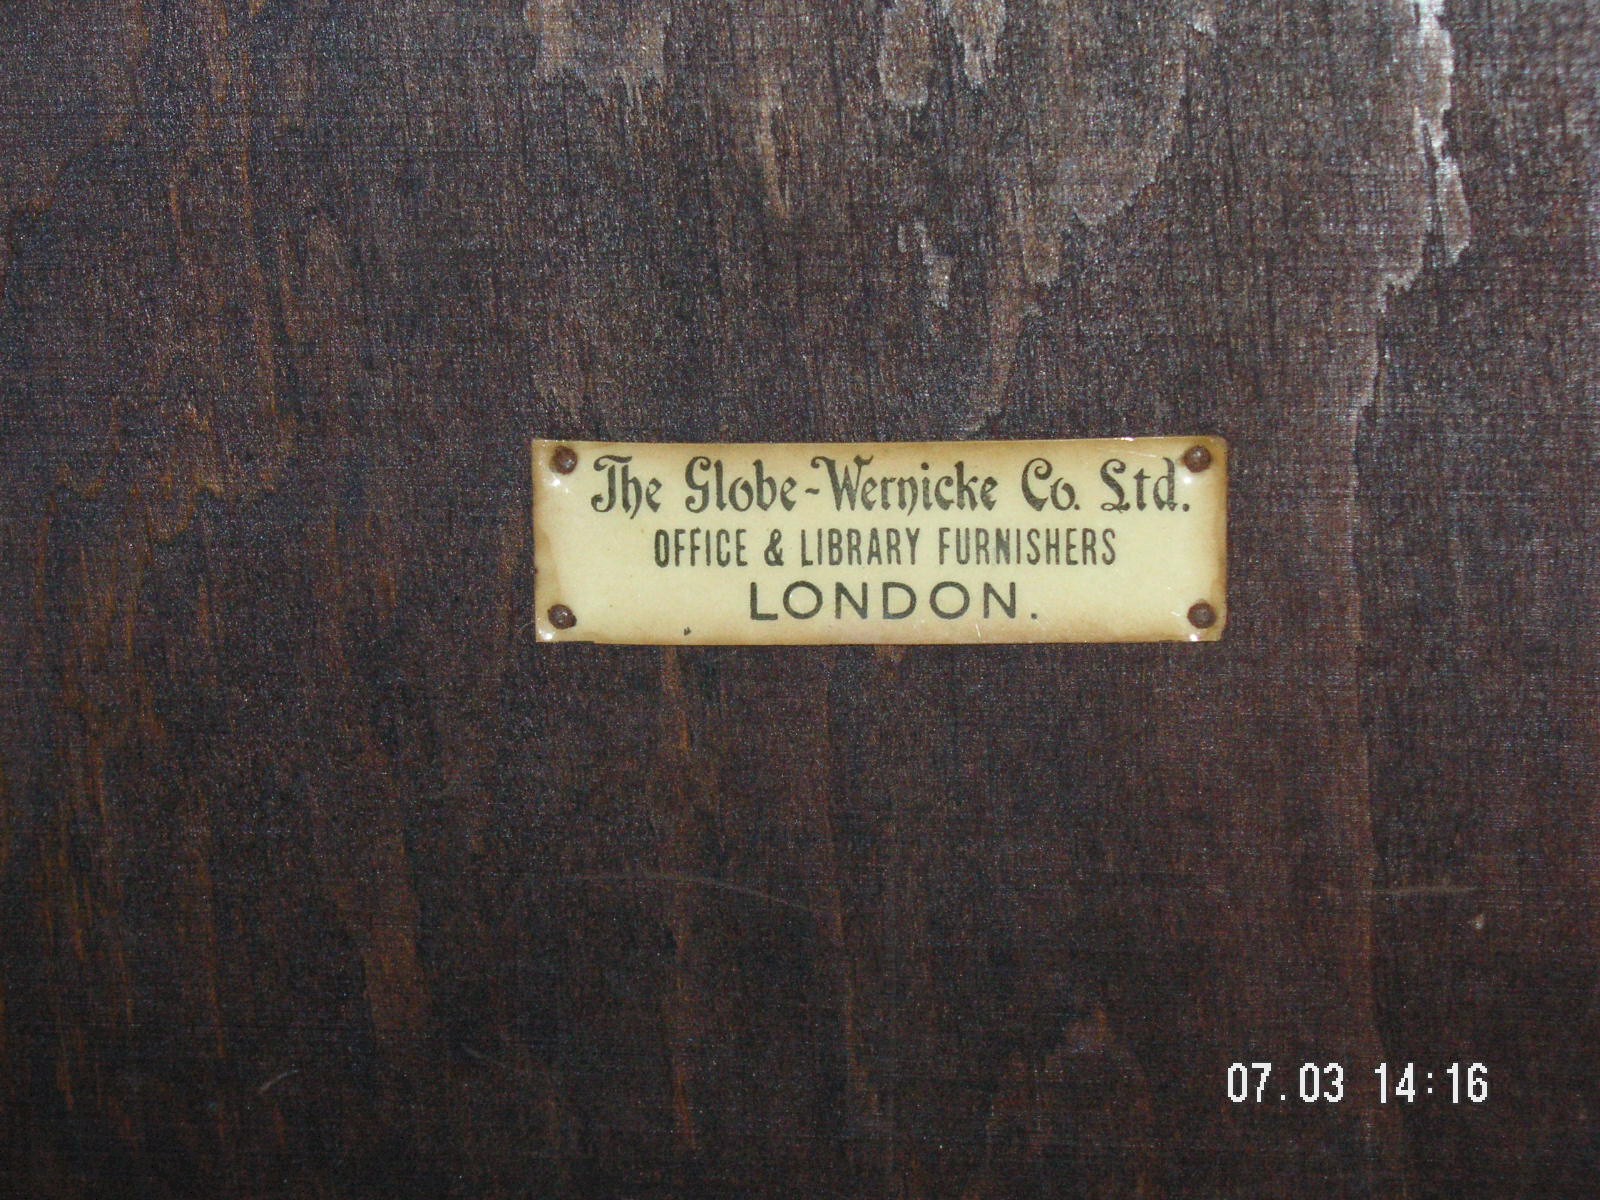 The Globe-Wernicke Co. Ltd.
OFFICE & LIBRARY FURNISHERS
LONDON.
07.03 14:16